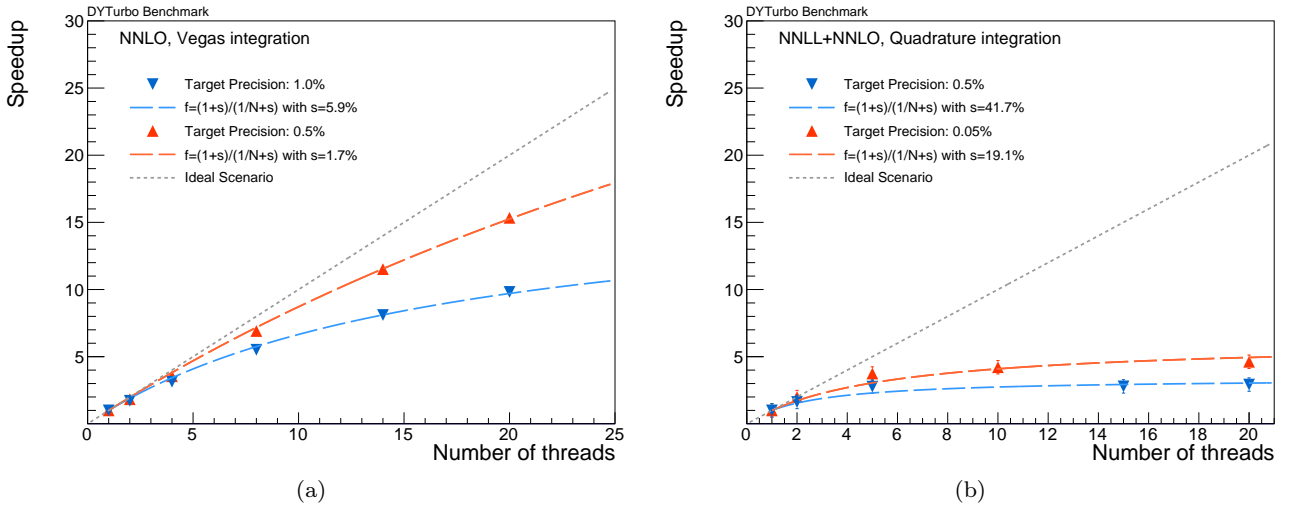 DYTurbo Benchmark
Speedup
NNLO, Vegas integration
Target Precision: 1.0%
f=(1+s)/(1/N+s) with s=5.9%
Target Precision: 0.5%
f=(1+s)/(1/N+s) with s=1.7%
Ideal Scenario
30
25
20
15
10
5
0 5 10 15 20 25
Number of threads
(a)
DYTurbo Benchmark
Speedup
NNLL+NNLO, Quadrature integration
Target Precision: 0.5%
f=(1+s)/(1/N+s) with s=41.7%
Target Precision: 0.05%
f=(1+s)/(1/N+s) with s=19.1%
Ideal Scenario
30
25
20
15
10
5
0 2 4 6 8 10 12 14 16 18 20
Number of threads
(b)